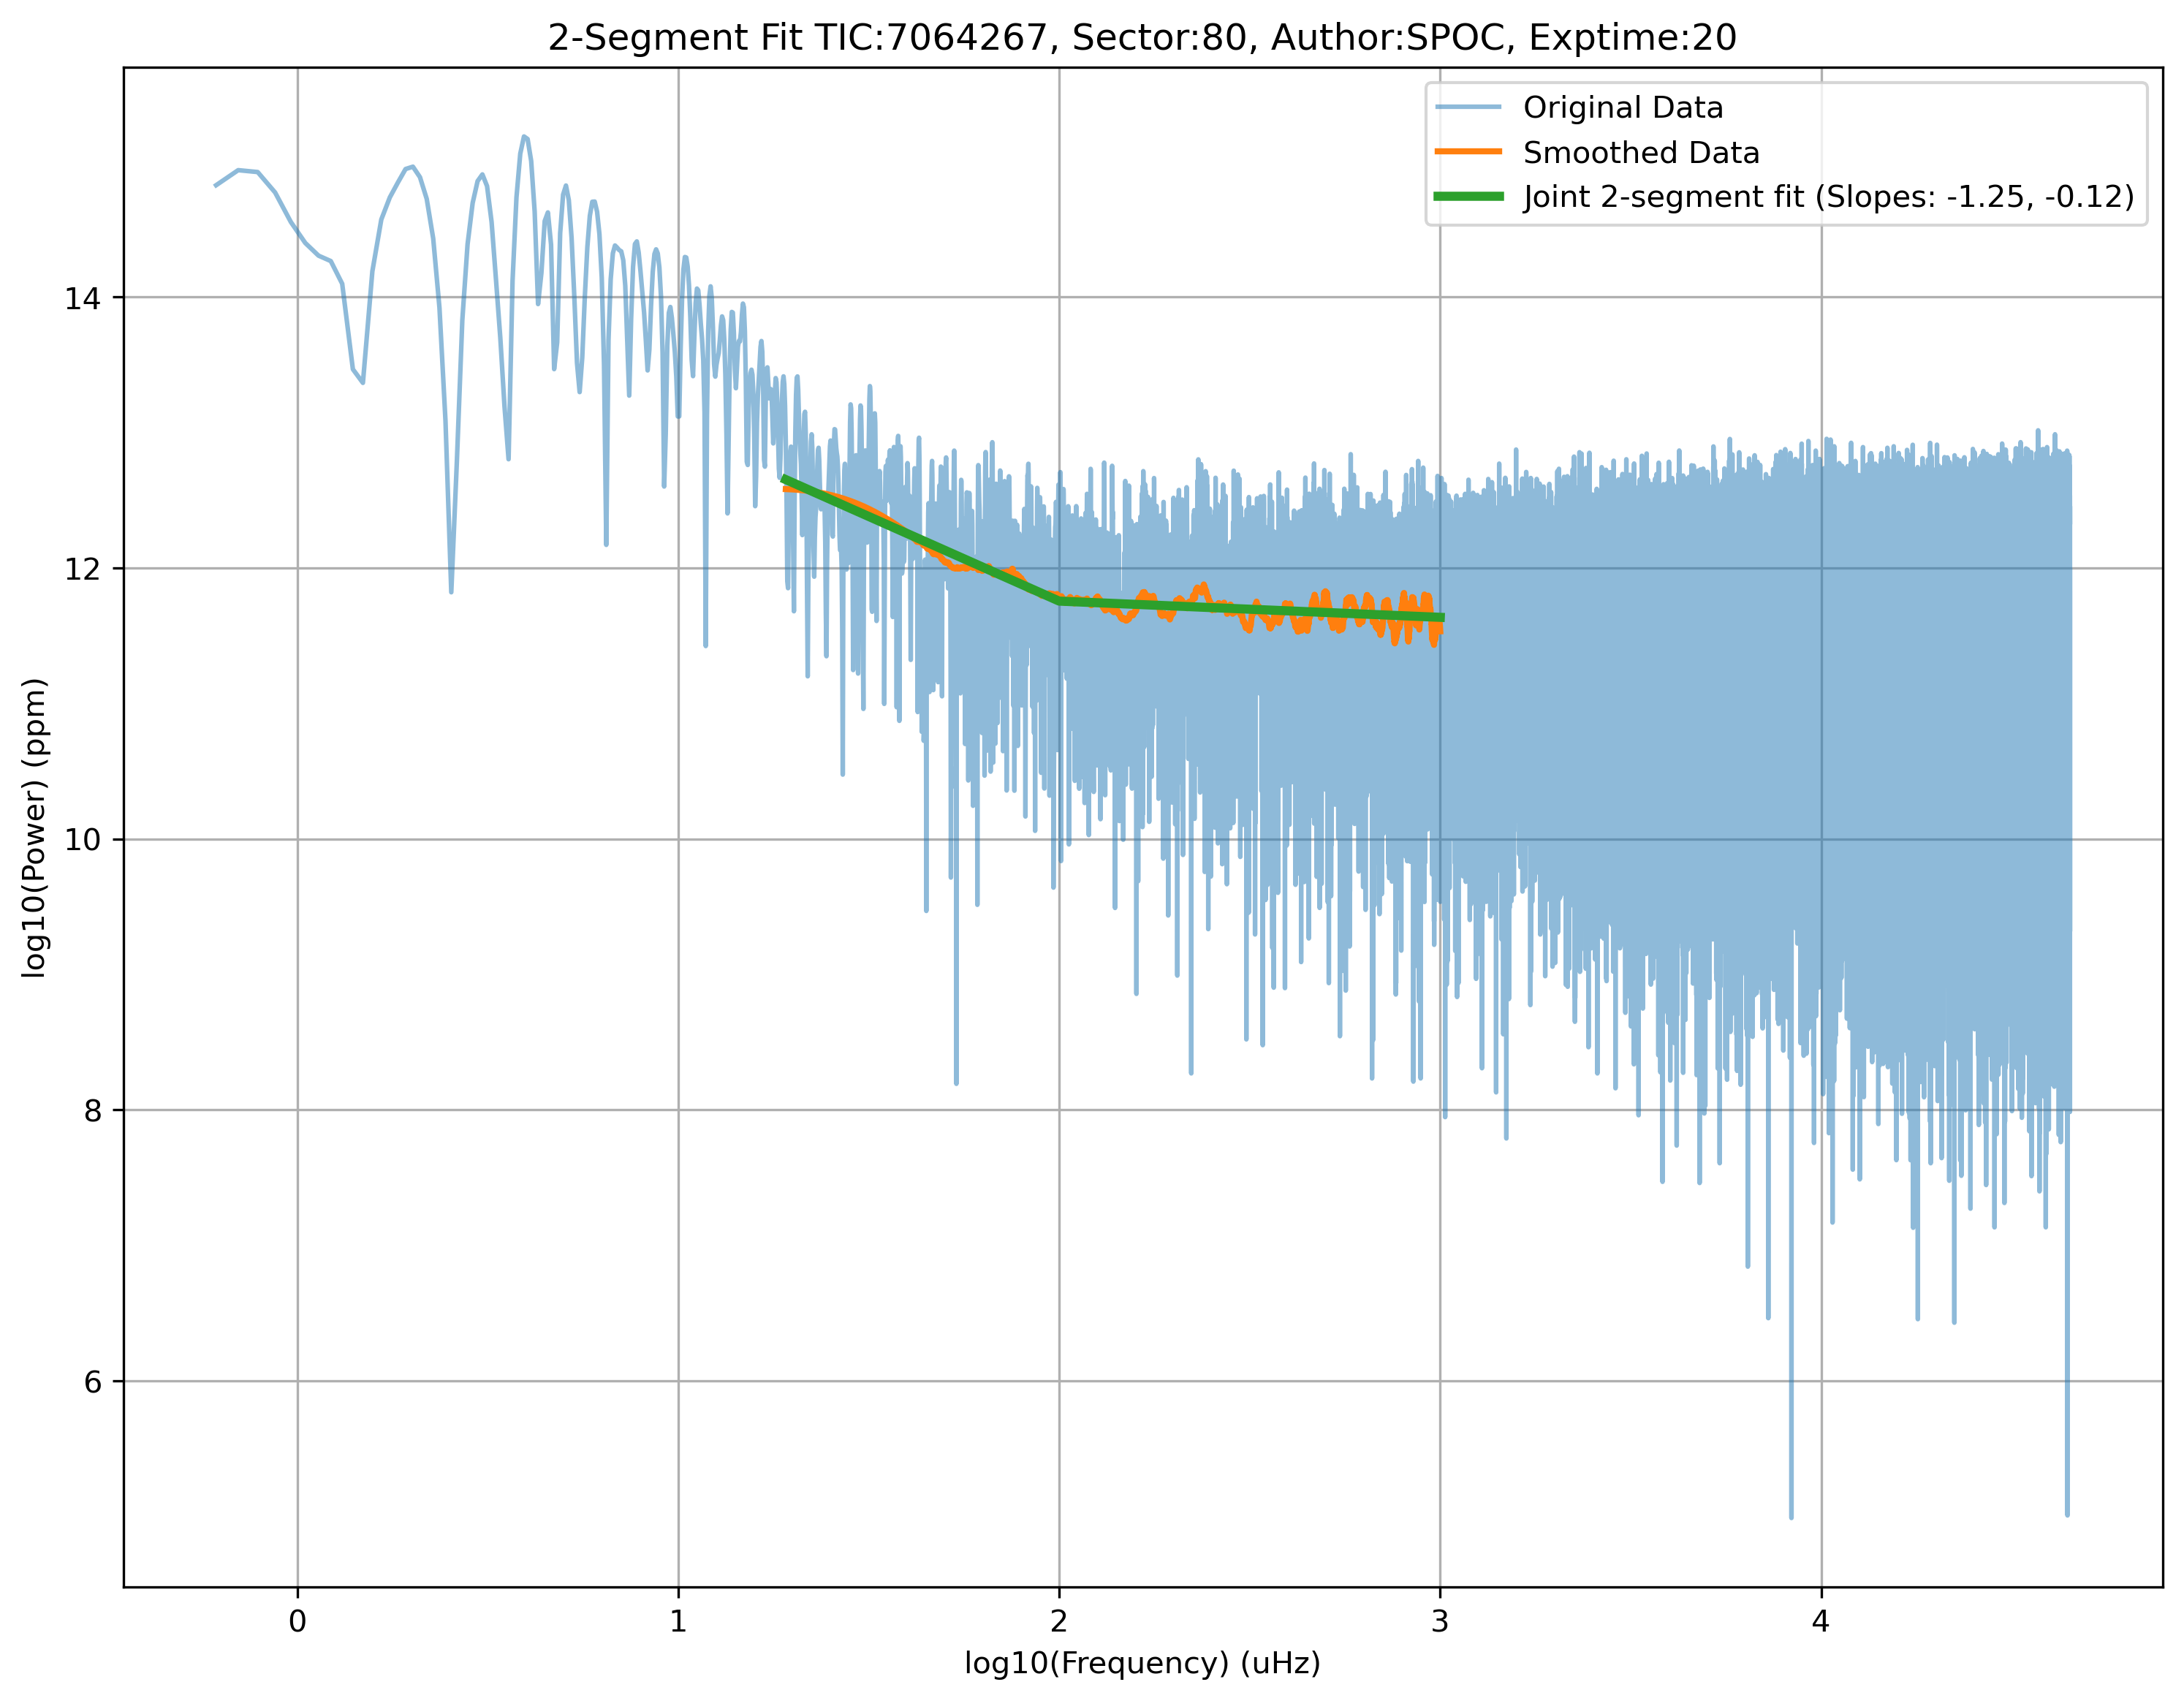 2-Segment Fit TIC:7064267, Sector:80, Author:SPOC, Exptime:20
Original Data
Smoothed Data
Joint 2-segment fit (Slopes: -1.25, -0.12)
log10(Power) (ppm)
14
12
10
8
6
0 1 2 3 4
log10(Frequency) (uHz)